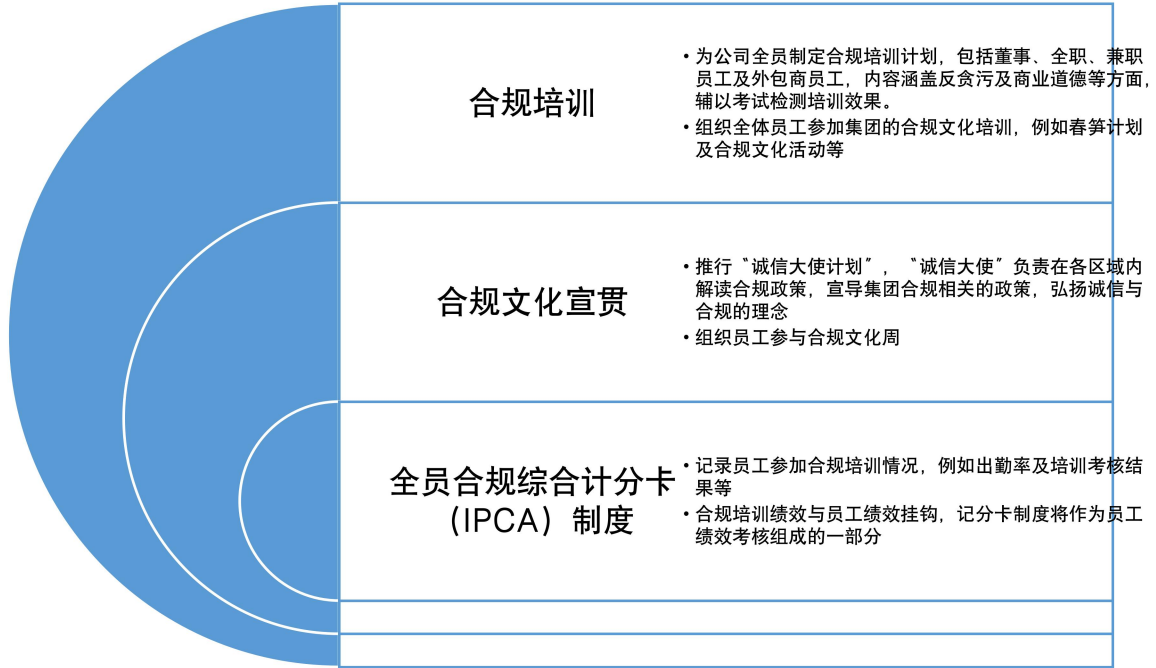 合规培训
• 为公司全员制定合规培训计划，包括董事、全职、兼职
员工及外包商员工，内容涵盖反贪污及商业道德等方面，
辅以考试检测培训效果。
• 组织全体员工参加集团的合规文化培训，例如春笋计划
及合规文化活动等
合规文化宣贯
• 推行“诚信大使计划”，“诚信大使”负责在各区域内
解读合规政策，宣导集团合规相关的政策，弘扬诚信与
合规的理念
• 组织员工参与合规文化周
全员合规综合计分卡
（IPCA）制度
• 记录员工参加合规培训情况，例如出勤率及培训考核结
果等
• 合规培训绩效与员工绩效挂钩，记分卡制度将作为员工
绩效考核组成的一部分